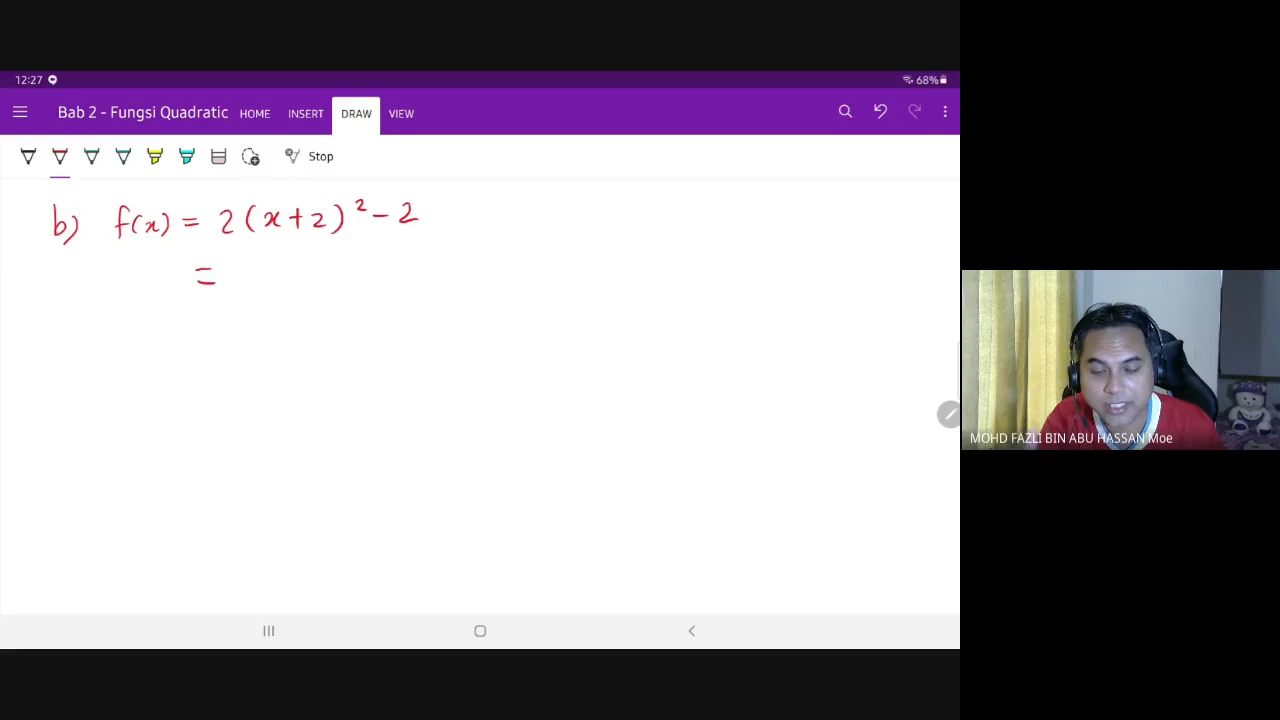 12:27 68%
Bab 2 - Fungsi Quadratic HOME INSERT DRAW VIEW
Stop
b) f(x) = 2(x+2)² - 2
=
MOHD FAZLI BIN ABU HASSAN Moe